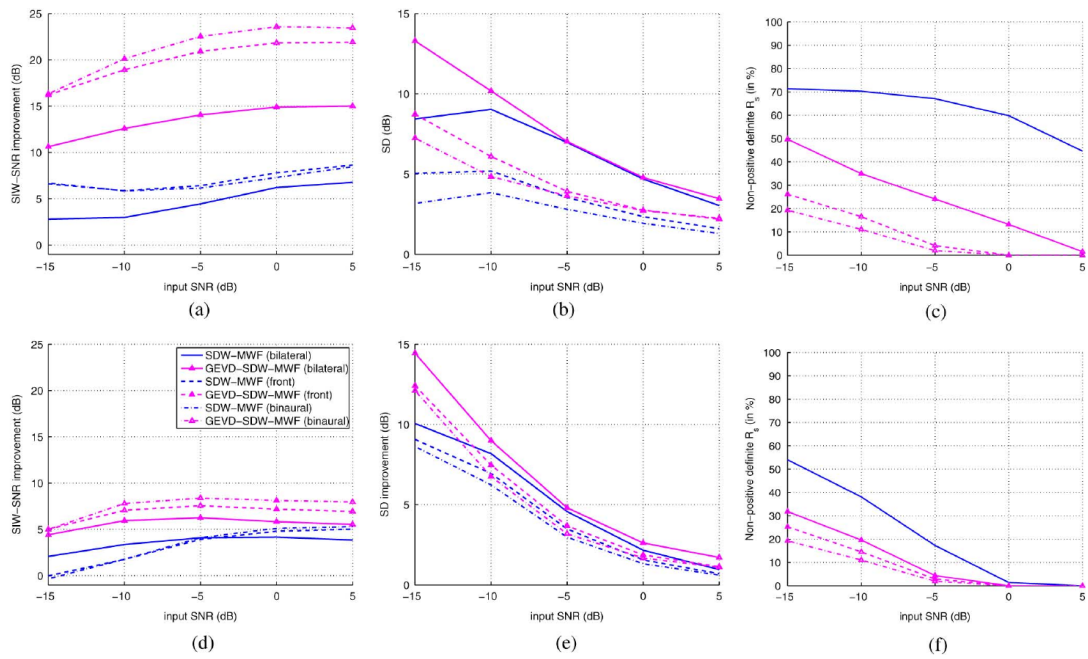 25
20
15
10
5
0
SIW-SNR improvement (dB)
-15 -10 -5 0 5
input SNR (dB)
(a)
15
10
5
0
SD (dB)
-15 -10 -5 0 5
input SNR (dB)
(b)
100
90
80
70
60
50
40
30
20
10
0
Non-positive definite Rs (in %)
-15 -10 -5 0 5
input SNR (dB)
(c)
25
20
15
10
5
0
SIW-SNR improvement (dB)
SDW-MWF (bilateral)
GEVD-SDW-MWF (bilateral)
SDW-MWF (front)
GEVD-SDW-MWF (front)
SDW-MWF (binaural)
GEVD-SDW-MWF (binaural)
-15 -10 -5 0 5
input SNR (dB)
(d)
15
10
5
0
SD improvement (dB)
-15 -10 -5 0 5
input SNR (dB)
(e)
100
90
80
70
60
50
40
30
20
10
0
Non-positive definite Rs (in %)
-15 -10 -5 0 5
input SNR (dB)
(f)